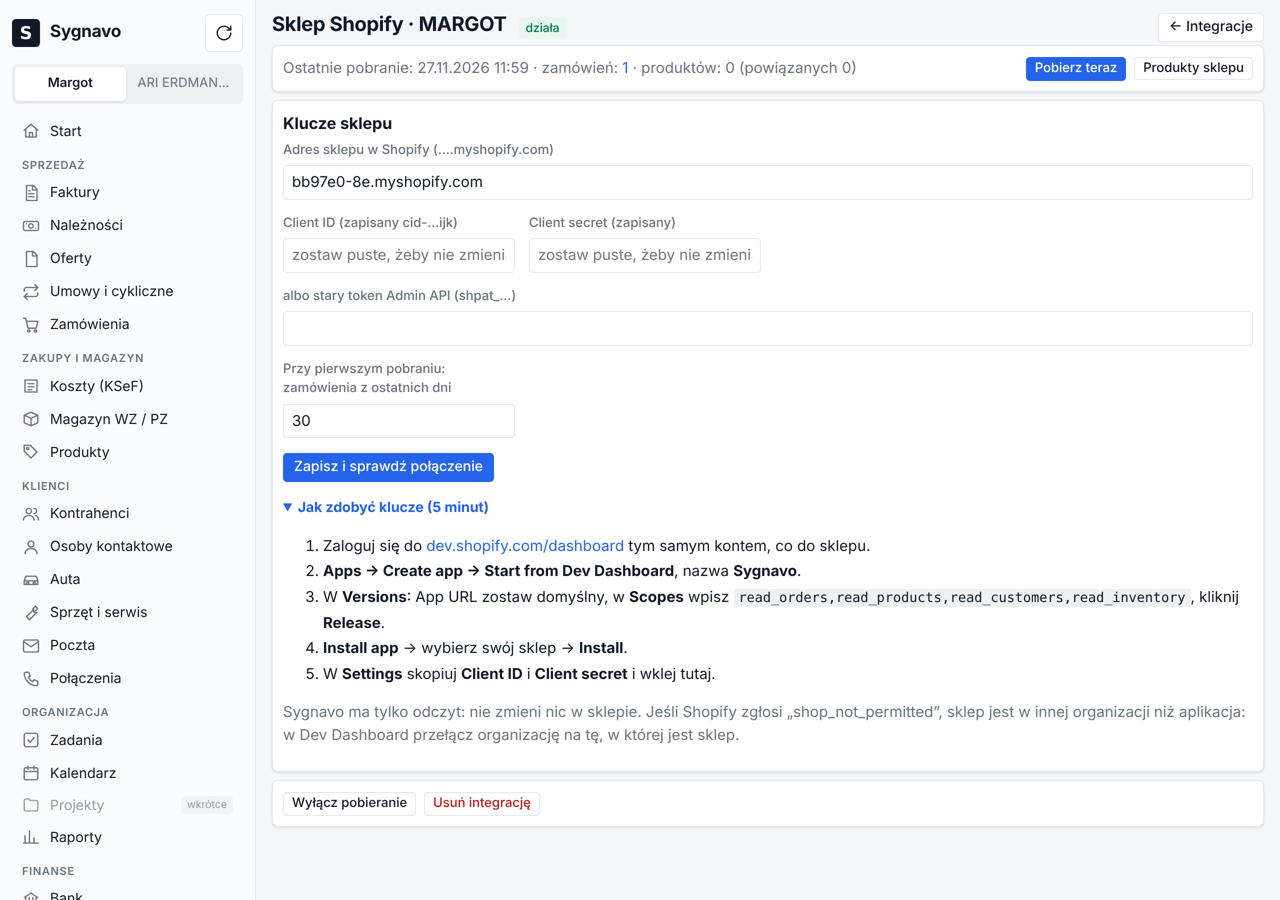 S Sygnavo
Margot ARI ERDMAN...
Start
SPRZEDAŻ
Faktury
Należności
Oferty
Umowy i cykliczne
Zamówienia
ZAKUPY I MAGAZYN
Koszty (KSeF)
Magazyn WZ / PZ
Produkty
KLIENCI
Kontrahenci
Osoby kontaktowe
Auta
Sprzęt i serwis
Poczta
Połączenia
ORGANIZACJA
Zadania
Kalendarz
Projekty wkrótce
Raporty
FINANSE
Bank
Sklep Shopify · MARGOT działa
← Integracje
Ostatnie pobranie: 27.11.2026 11:59 · zamówień: 1 · produktów: 0 (powiązanych 0)
Pobierz teraz Produkty sklepu
Klucze sklepu
Adres sklepu w Shopify (....myshopify.com)
bb97e0-8e.myshopify.com
Client ID (zapisany cid-...ijk) Client secret (zapisany)
zostaw puste, żeby nie zmieni zostaw puste, żeby nie zmieni
albo stary token Admin API (shpat_...)
Przy pierwszym pobraniu:
zamówienia z ostatnich dni
30
Zapisz i sprawdź połączenie
▼ Jak zdobyć klucze (5 minut)
1. Zaloguj się do dev.shopify.com/dashboard tym samym kontem, co do sklepu.
2. Apps → Create app → Start from Dev Dashboard, nazwa Sygnavo.
3. W Versions: App URL zostaw domyślny, w Scopes wpisz read_orders,read_products,read_customers,read_inventory, kliknij
Release.
4. Install app → wybierz swój sklep → Install.
5. W Settings skopiuj Client ID i Client secret i wklej tutaj.
Sygnavo ma tylko odczyt: nie zmieni nic w sklepie. Jeśli Shopify zgłosi „shop_not_permitted”, sklep jest w innej organizacji niż aplikacja:
w Dev Dashboard przełącz organizację na tę, w której jest sklep.
Wyłącz pobieranie Usuń integrację